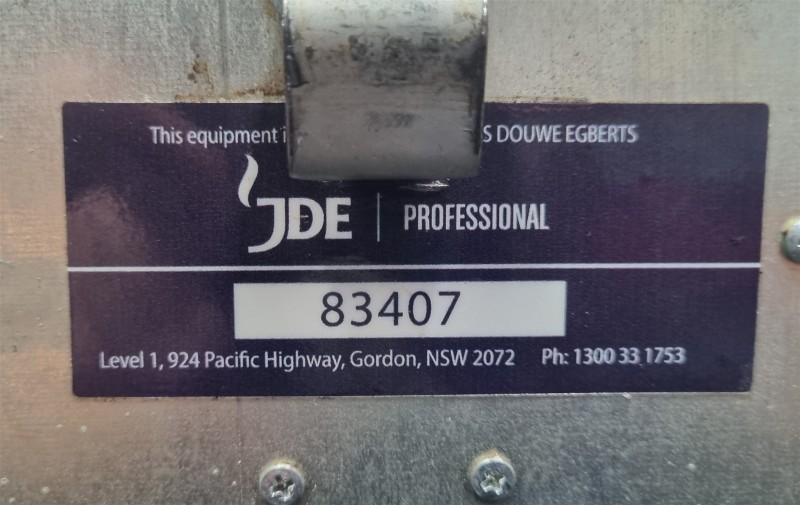 This equipment i S DOUWE EGBERTS
JDE PROFESSIONAL
83407
Level 1, 924 Pacific Highway, Gordon, NSW 2072 Ph: 1300 33 1753